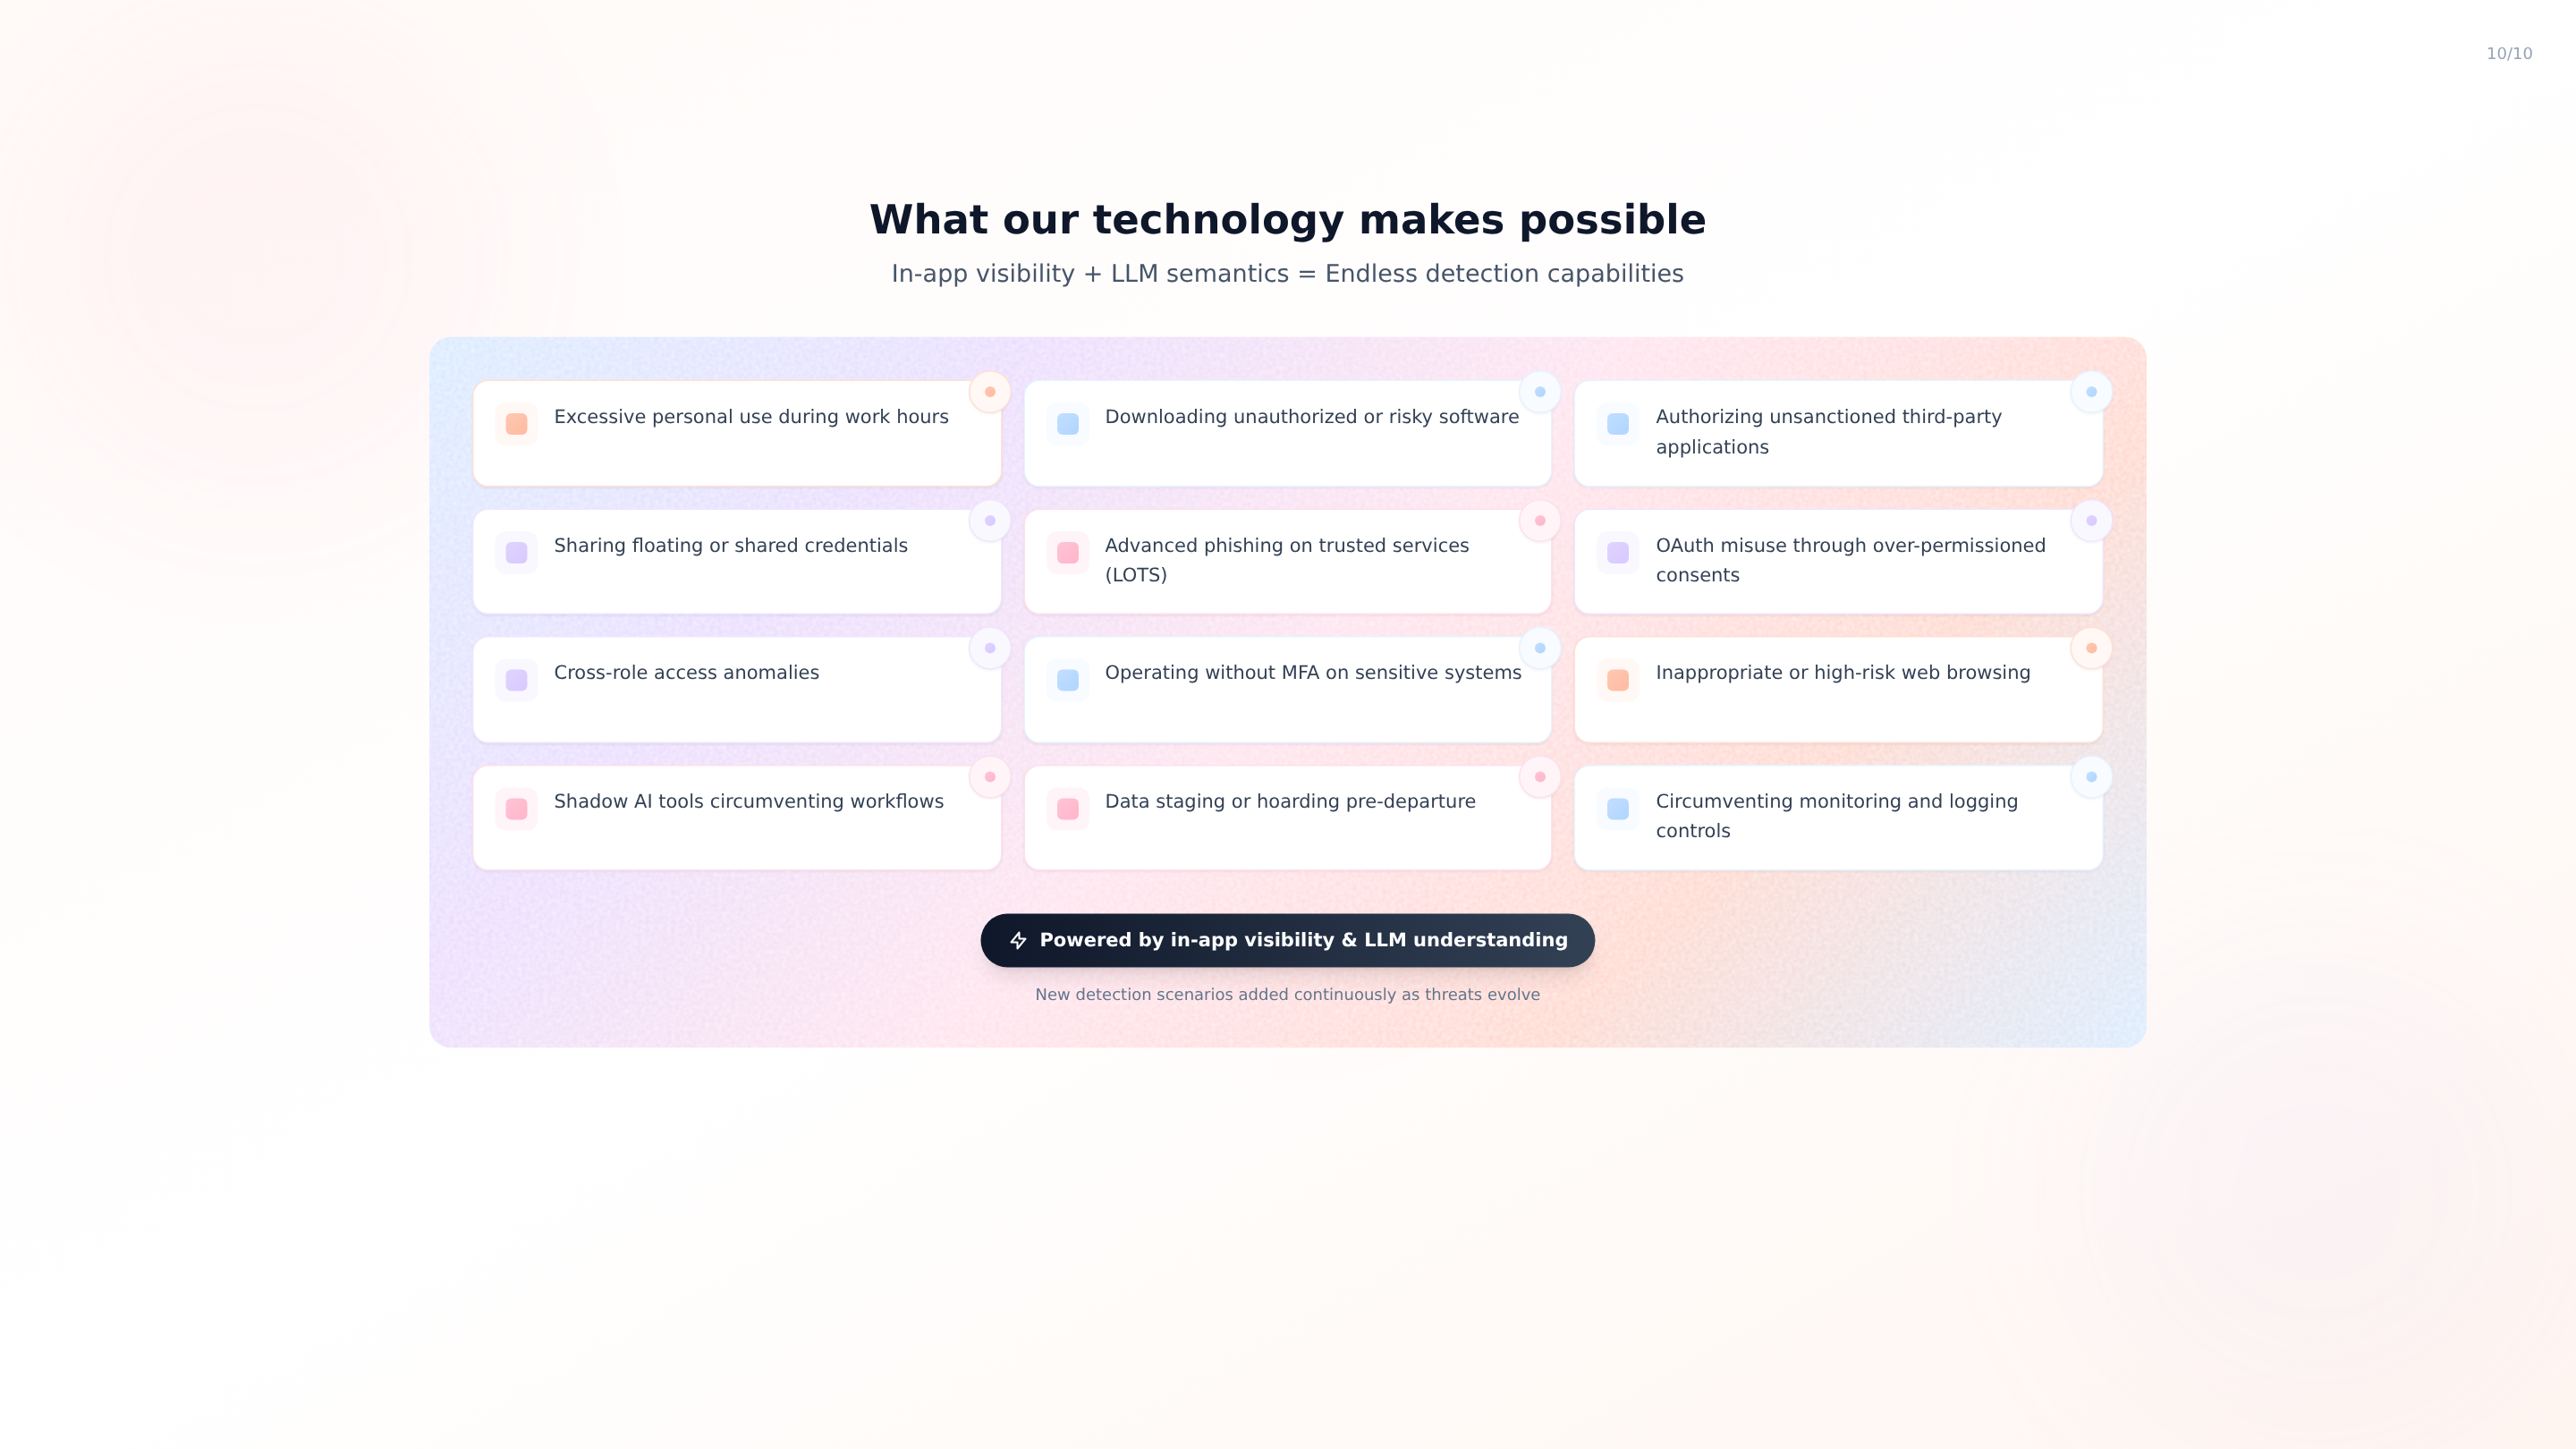 10/10
What our technology makes possible
In-app visibility + LLM semantics = Endless detection capabilities
Excessive personal use during work hours
Downloading unauthorized or risky software
Authorizing unsanctioned third-party
applications
Sharing floating or shared credentials
Advanced phishing on trusted services
(LOTS)
OAuth misuse through over-permissioned
consents
Cross-role access anomalies
Operating without MFA on sensitive systems
Inappropriate or high-risk web browsing
Shadow AI tools circumventing workflows
Data staging or hoarding pre-departure
Circumventing monitoring and logging
controls
Powered by in-app visibility & LLM understanding
New detection scenarios added continuously as threats evolve